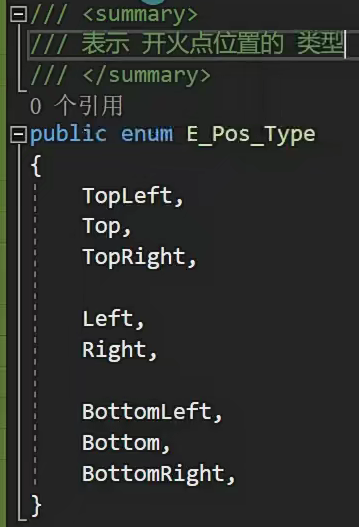 /// <summary>
/// 表示 开火点位置的 类型
/// </summary>
0 个引用
public enum E_Pos_Type
{
TopLeft,
Top,
TopRight,
Left,
Right,
BottomLeft,
Bottom,
BottomRight,
}